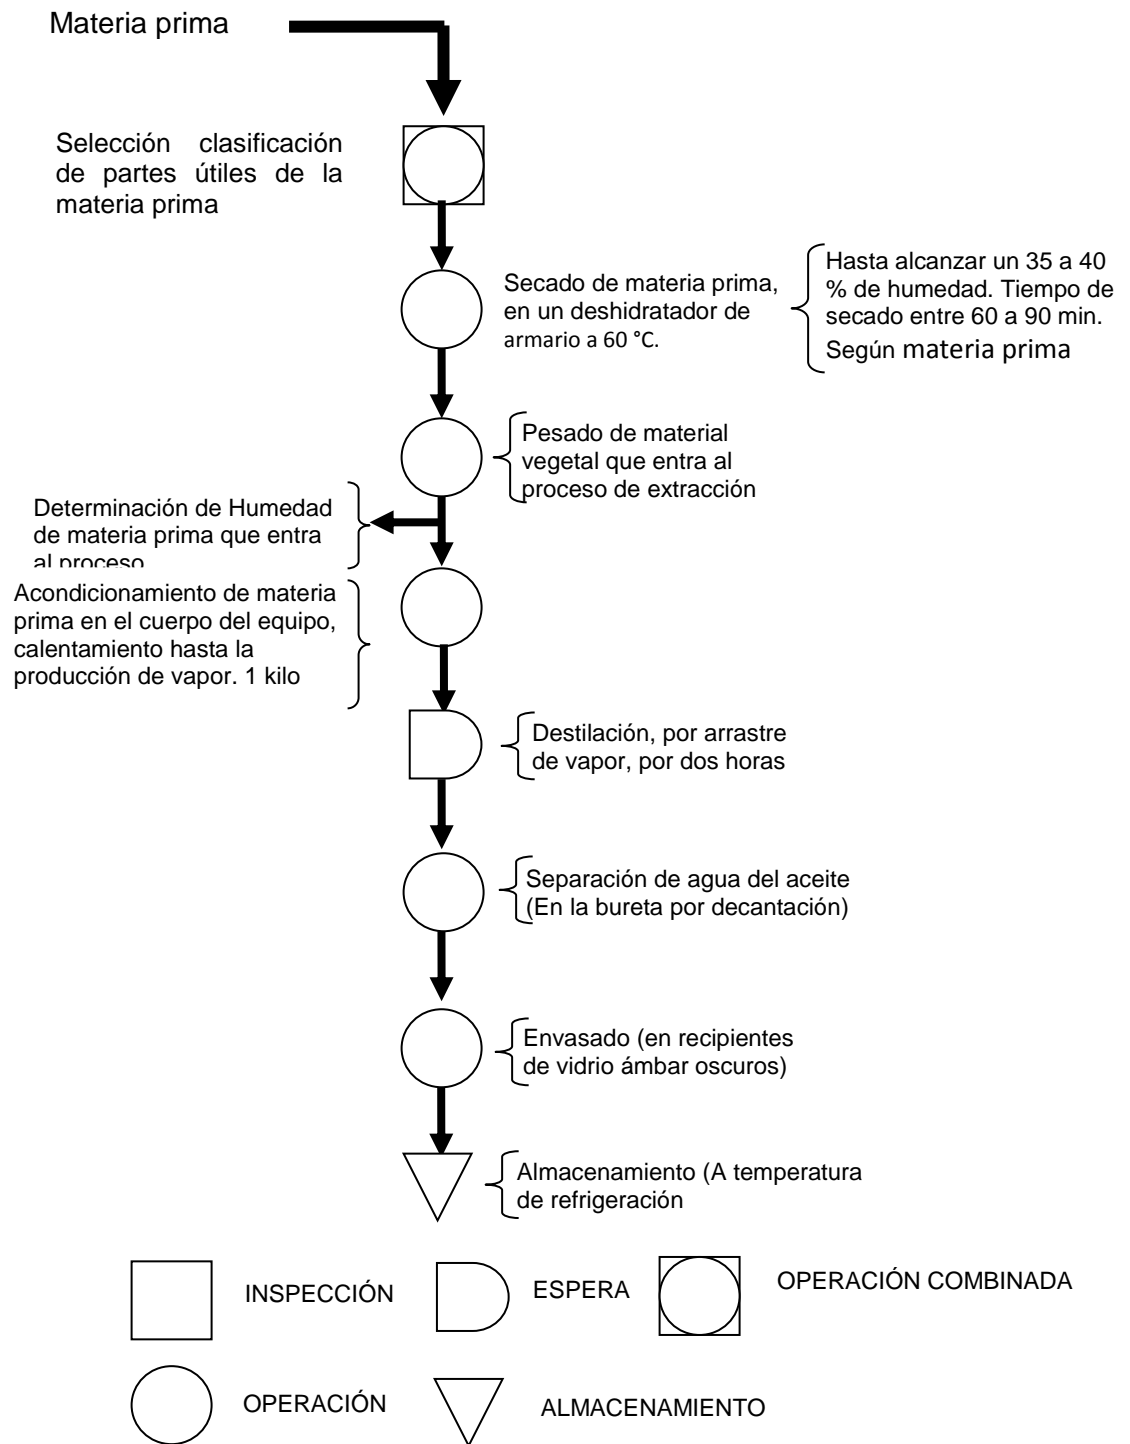 Materia prima
Selección clasificación
de partes útiles de la
materia prima
Secado de materia prima,
en un deshidratador de
armario a 60 °C.
Hasta alcanzar un 35 a 40
% de humedad. Tiempo de
secado entre 60 a 90 min.
Según materia prima
Pesado de material
vegetal que entra al
proceso de extracción
Determinación de Humedad
de materia prima que entra
al proceso
Acondicionamiento de materia
prima en el cuerpo del equipo,
calentamiento hasta la
producción de vapor. 1 kilo
Destilación, por arrastre
de vapor, por dos horas
Separación de agua del aceite
(En la bureta por decantación)
Envasado (en recipientes
de vidrio ámbar oscuros)
Almacenamiento (A temperatura
de refrigeración
INSPECCIÓN
ESPERA
OPERACIÓN COMBINADA
OPERACIÓN
ALMACENAMIENTO